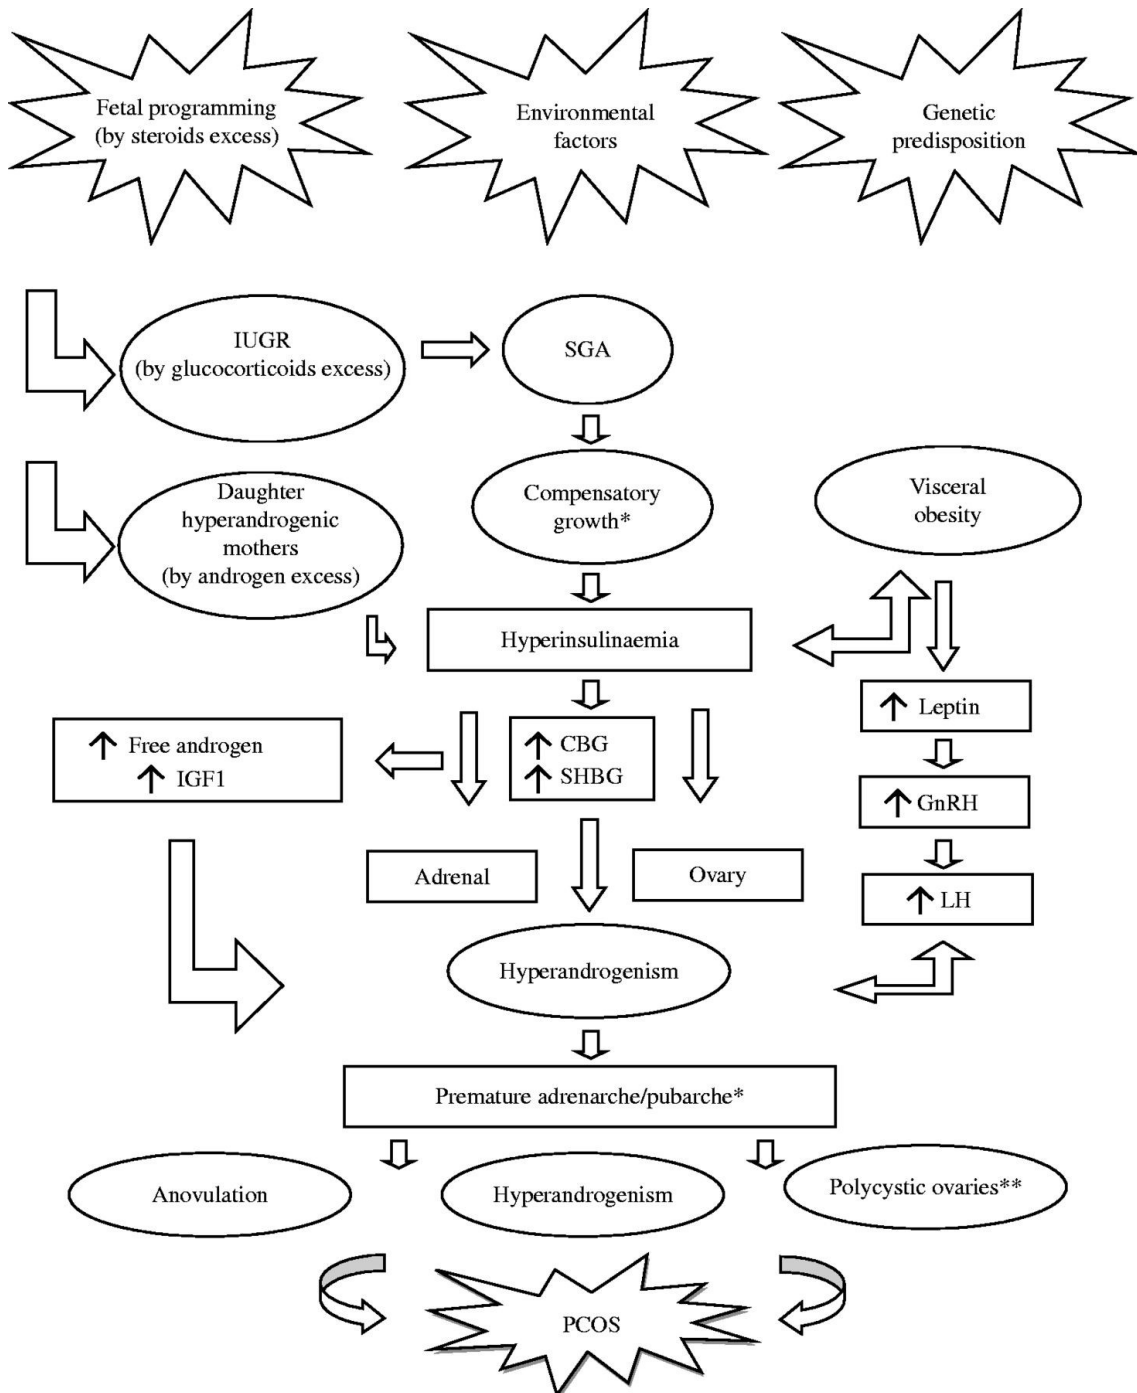 Fetal programming
(by steroids excess)
Environmental
factors
Genetic
predisposition
IUGR
(by glucocorticoids excess)
SGA
Daughter
hyperandrogenic
mothers
(by androgen excess)
Compensatory
growth*
Visceral
obesity
Hyperinsulinaemia
↑ Free androgen
↑ IGF1
↑ CBG
↑ SHBG
↑ Leptin
↑ GnRH
Adrenal
Ovary
↑ LH
Hyperandrogenism
Premature adrenarche/pubarche*
Anovulation
Hyperandrogenism
Polycystic ovaries**
PCOS